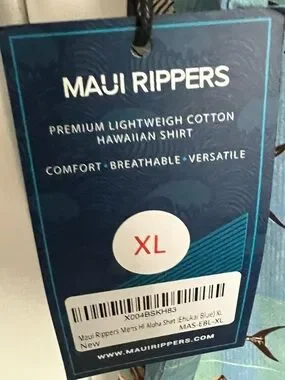 MAUI RIPPERS
PREMIUM LIGHTWEIGH COTTON
HAWAIIAN SHIRT
COMFORT • BREATHABLE • VERSATILE
XL
X004BSKH83
Maui Rippers Mens HI Aloha Shirt (Ehukai Blue) XL
New MAS-EBL-XL
WWW.MAUIRIPPERS.COM